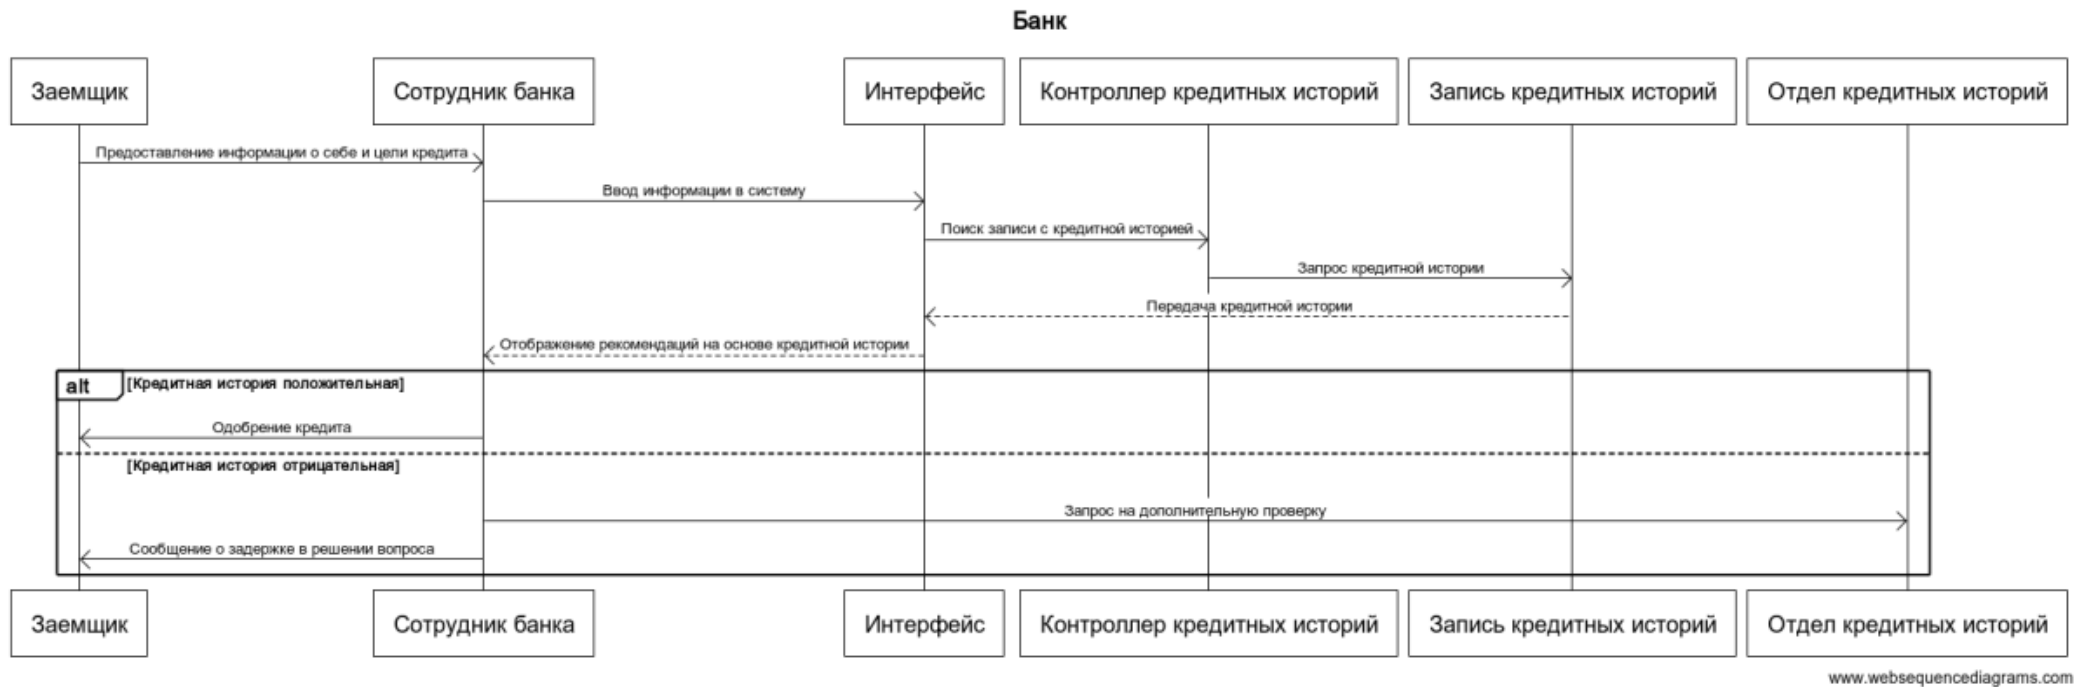 Банк
Заемщик
Сотрудник банка
Интерфейс
Контроллер кредитных историй
Запись кредитных историй
Отдел кредитных историй
Предоставление информации о себе и цели кредита
Ввод информации в систему
Поиск записи с кредитной историей
Запрос кредитной истории
Передача кредитной истории
Отображение рекомендаций на основе кредитной истории
alt
[Кредитная история положительная]
Одобрение кредита
[Кредитная история отрицательная]
Запрос на дополнительную проверку
Сообщение о задержке в решении вопроса
Заемщик
Сотрудник банка
Интерфейс
Контроллер кредитных историй
Запись кредитных историй
Отдел кредитных историй
www.websequencediagrams.com